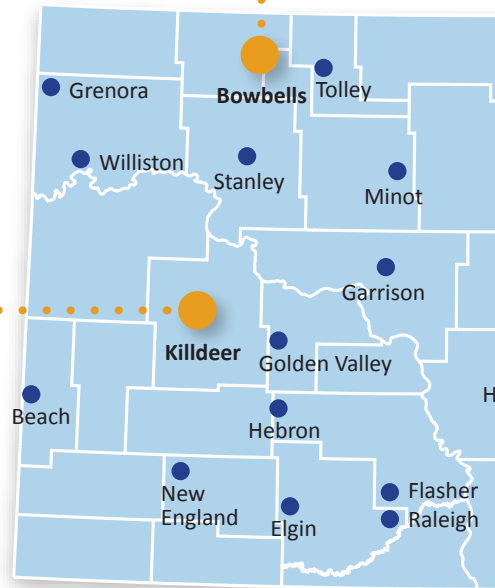 Grenora
Bowbells
Tolley
Williston
Stanley
Minot
Garrison
Killdeer
Golden Valley
Beach
H
Hebron
New
England
Elgin
Flasher
Raleigh